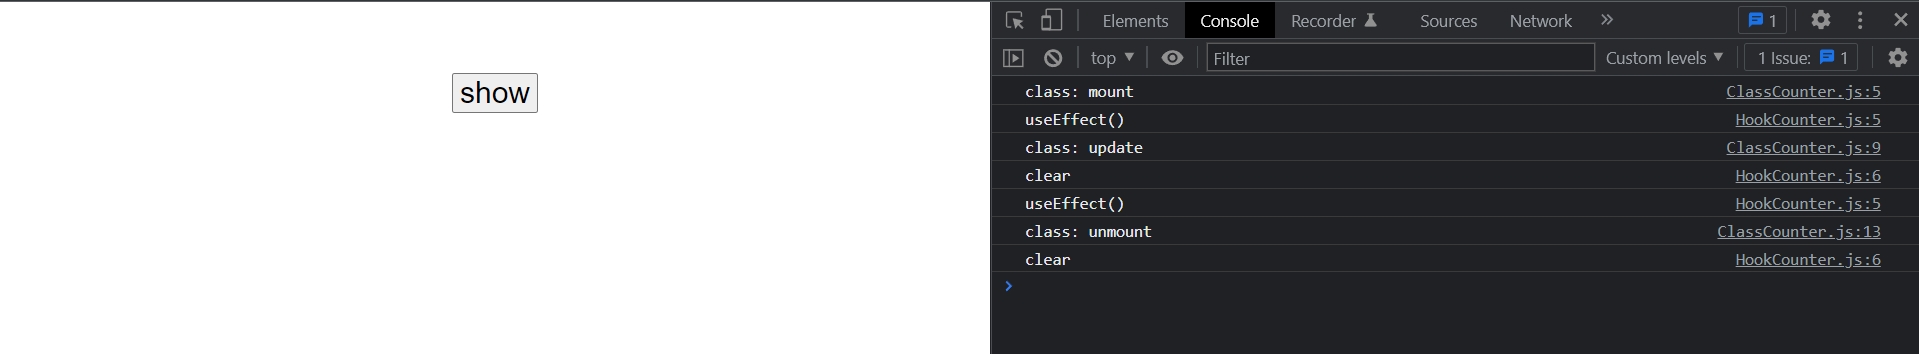 show
Elements Console Recorder Sources Network 1
top Filter Custom levels 1 Issue: 1
class: mount ClassCounter.js:5
useEffect() HookCounter.js:5
class: update ClassCounter.js:9
clear HookCounter.js:6
useEffect() HookCounter.js:5
class: unmount ClassCounter.js:13
clear HookCounter.js:6